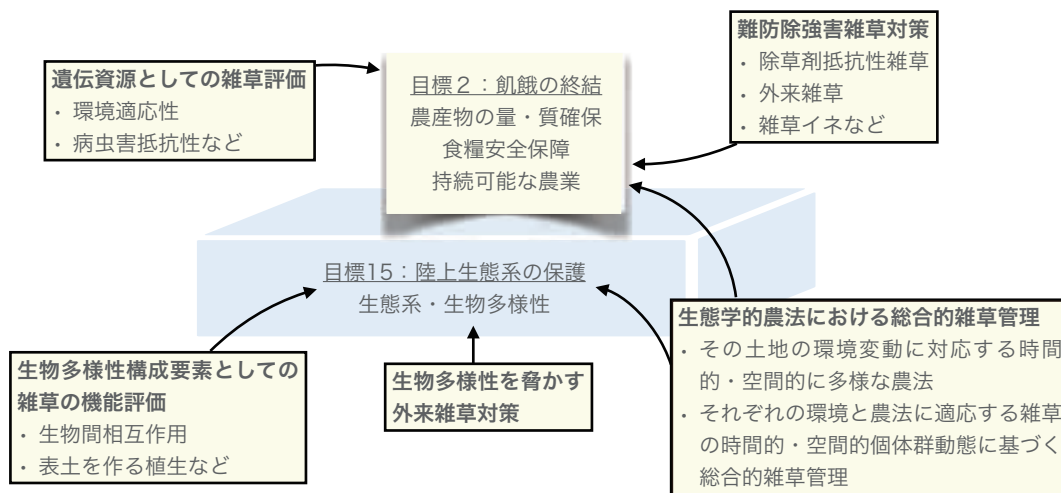 遺伝資源としての雑草評価
・ 環境適応性
・ 病虫害抵抗性など
目標2：飢餓の終結
農産物の量・質確保
食糧安全保障
持続可能な農業
難防除強害雑草対策
・ 除草剤抵抗性雑草
・ 外来雑草
・ 雑草イネなど
目標15：陸上生態系の保護
生態系・生物多様性
生物多様性構成要素としての
雑草の機能評価
・ 生物間相互作用
・ 表土を作る植生など
生物多様性を脅かす
外来雑草対策
生態学的農法における総合的雑草管理
・ その土地の環境変動に対応する時間
的・空間的に多様な農法
・ それぞれの環境と農法に適応する雑草
の時間的・空間的個体群動態に基づく
総合的雑草管理